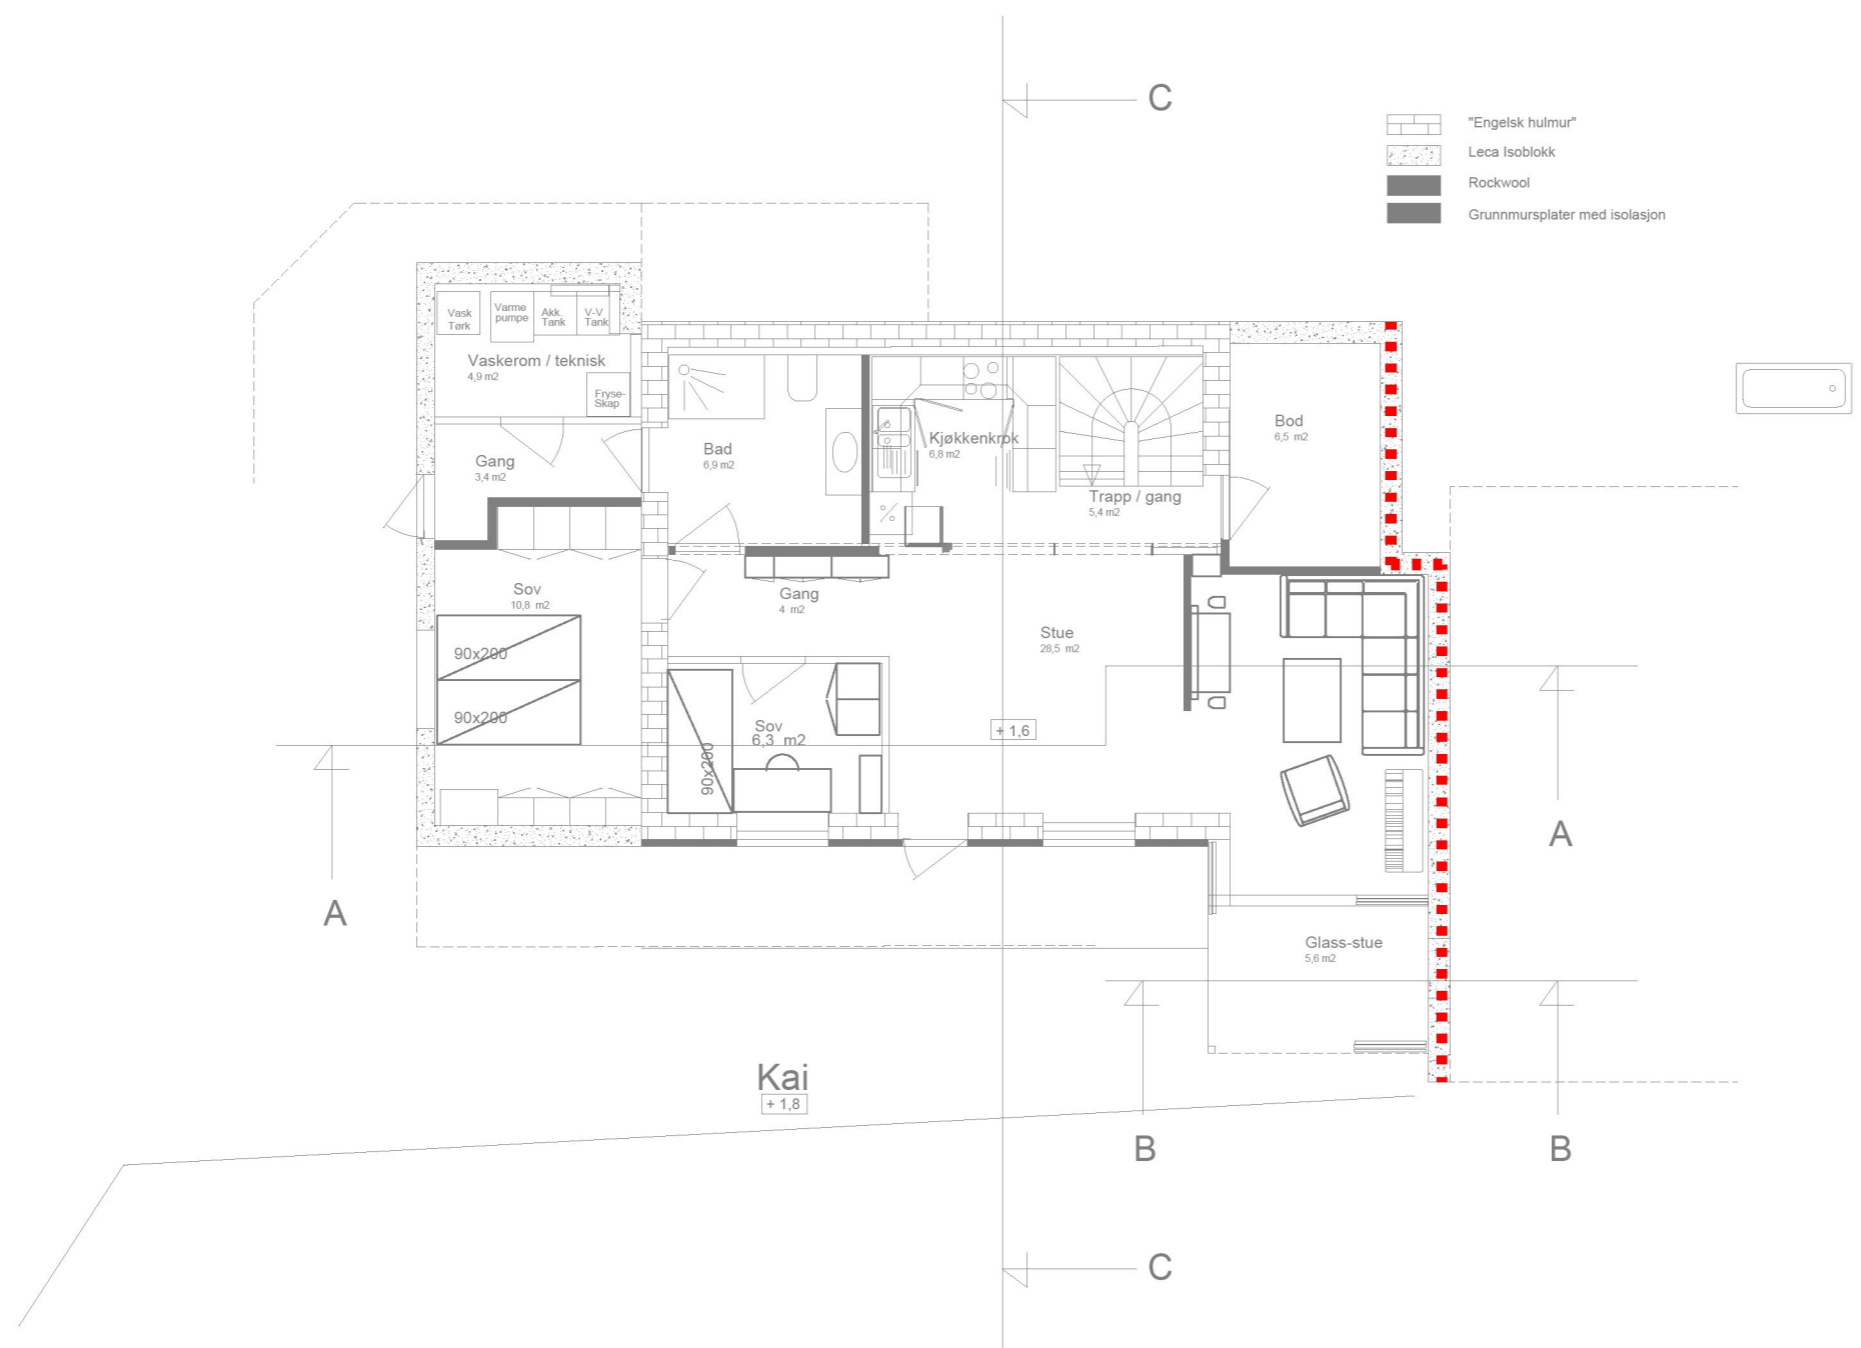 C
"Engelsk hulmur"
Leca Isoblokk
Rockwool
Grunnmursplater med isolasjon
Vask
Tørk
Varme
pumpe
Akk.
Tank
V-V
Tank
Vaskerom / teknisk
4,9 m2
Fryse-
Skap
Gang
3,4 m2
Bad
6,9 m2
Kjøkkenkrok
6,8 m2
Trapp / gang
5,4 m2
Bod
6,5 m2
Sov
10,8 m2
90x200
90x200
Gang
4 m2
Sov
6,3 m2
90x200
Stue
28,5 m2
+ 1,6
A
A
Glass-stue
5,6 m2
Kai
+ 1,8
B
B
C